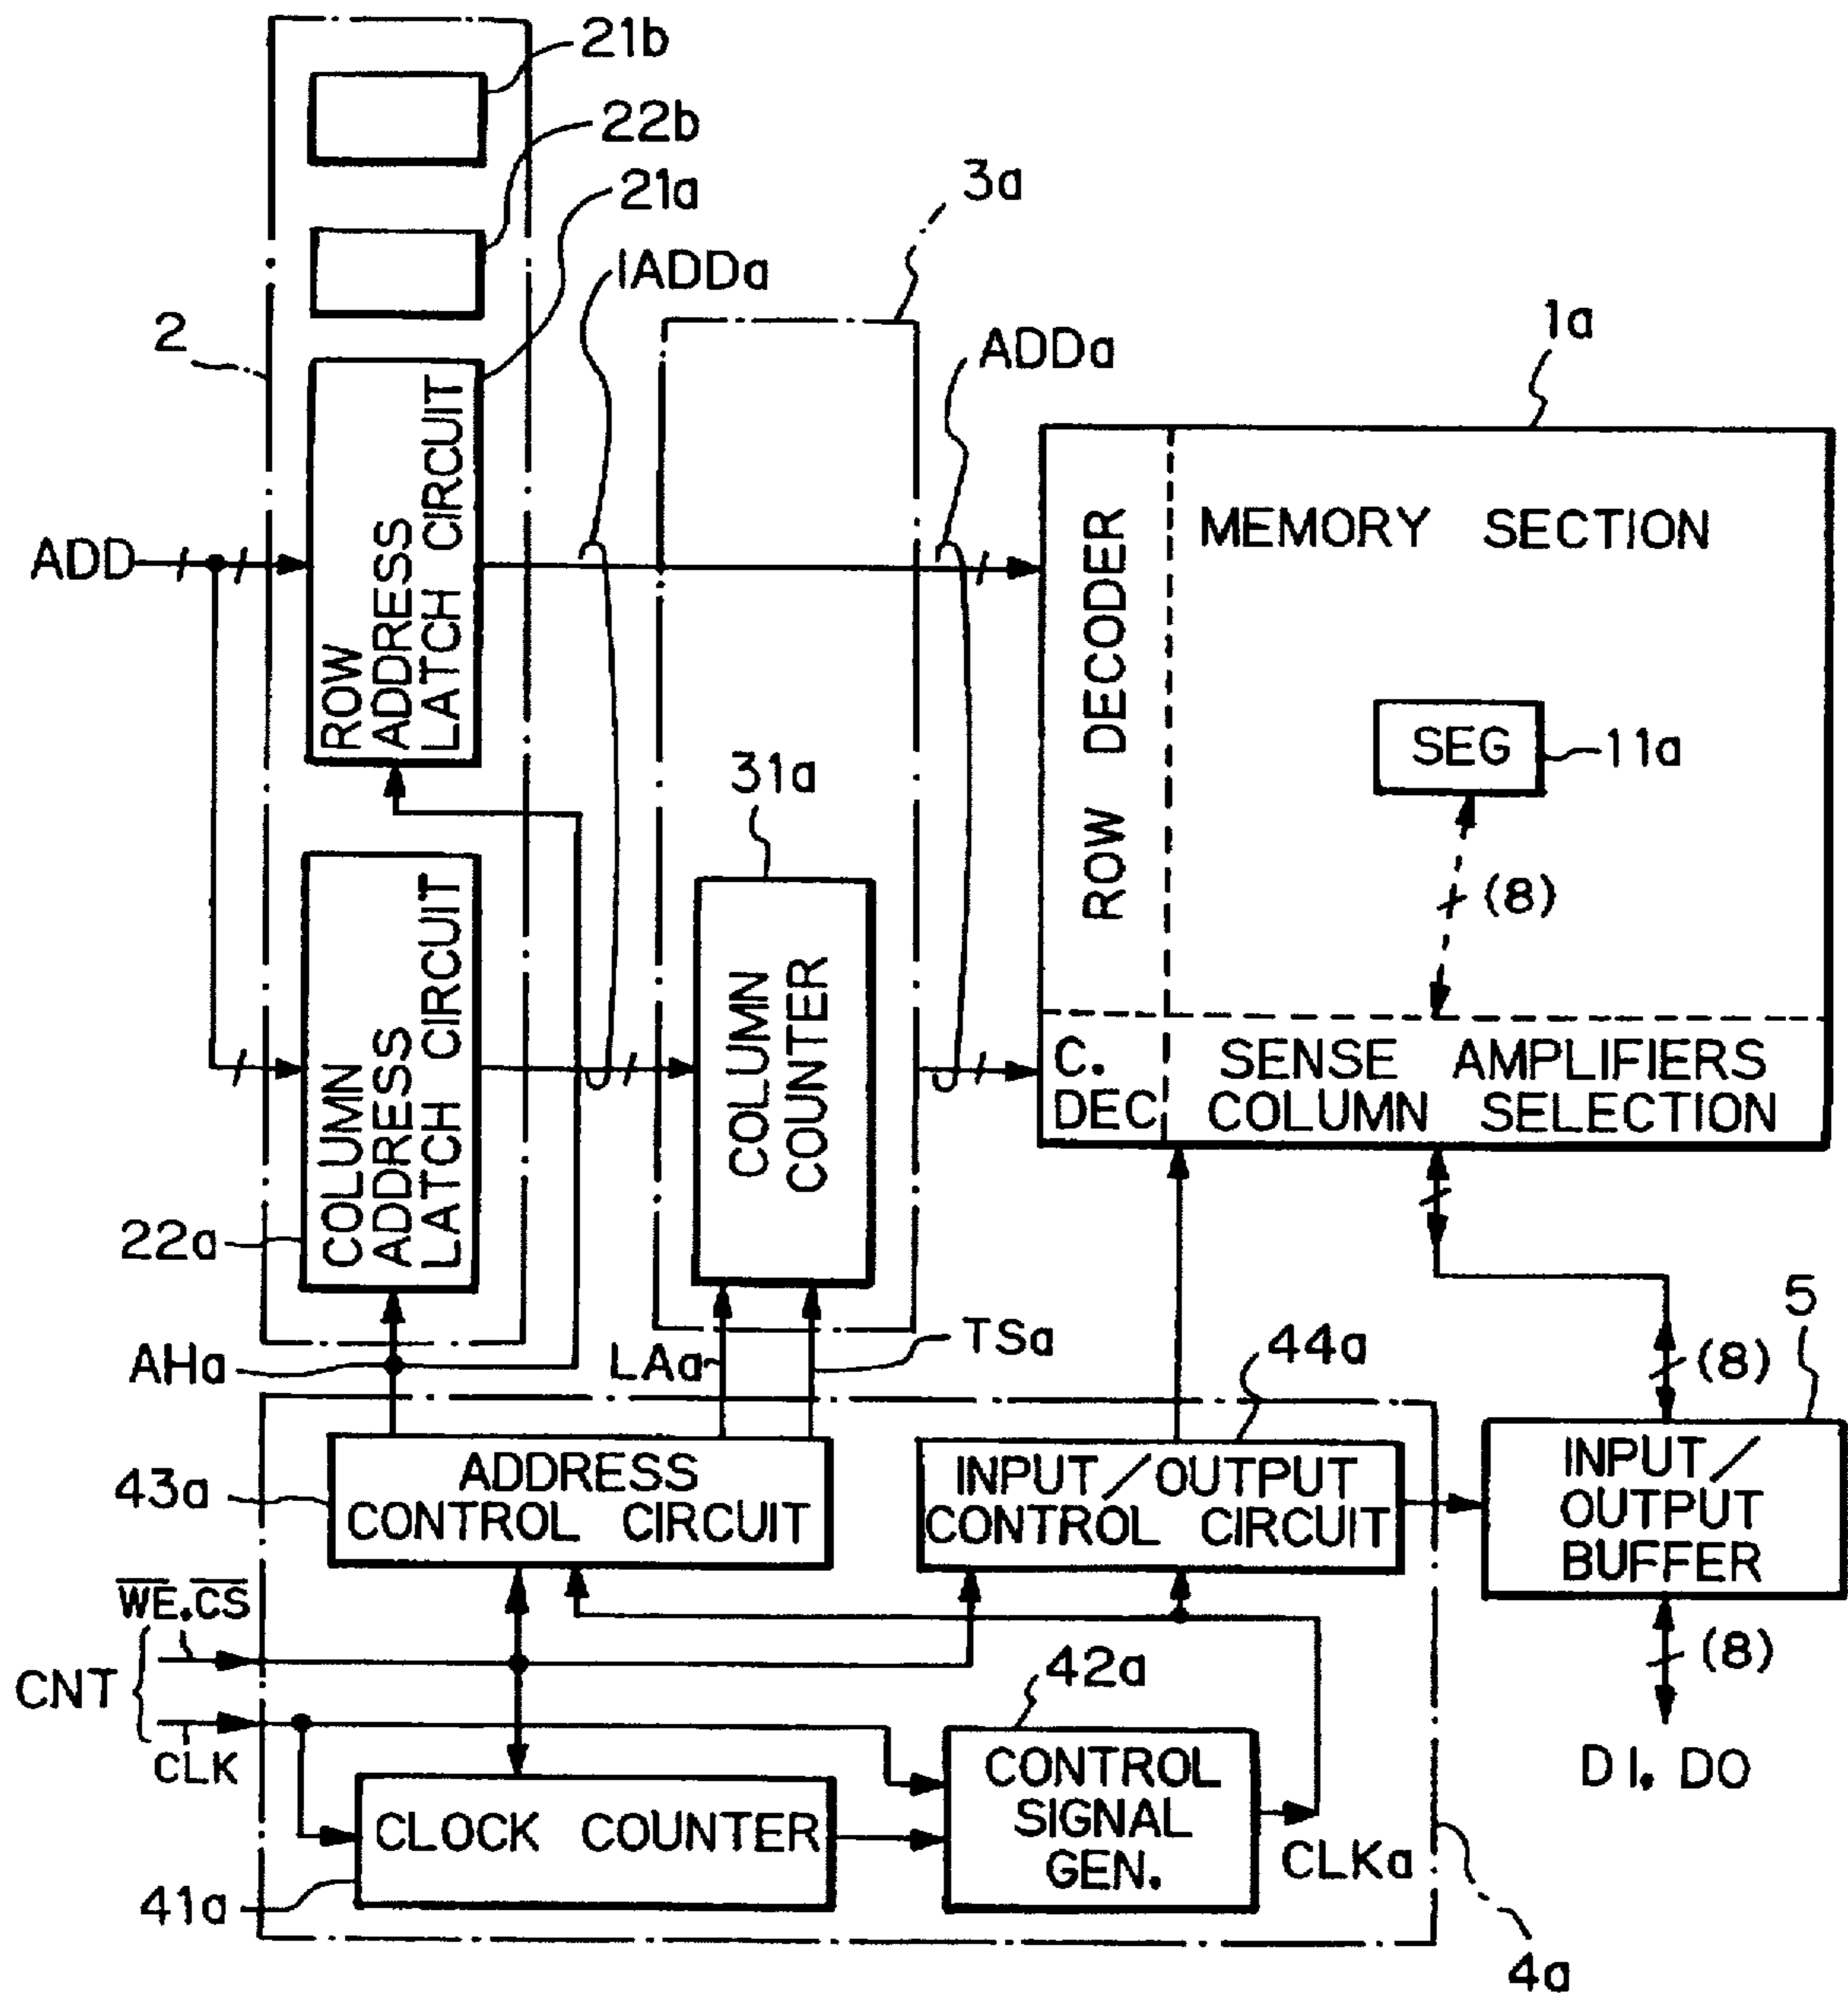 21b
22b
21a
3a
IADDa
2
ADDa
1a
ROW
ADDRESS
LATCH CIRCUIT
ADD
ROW DECODER
MEMORY SECTION
SEG
11a
31a
(8)
COLUMN
ADDRESS
LATCH CIRCUIT
COLUMN
COUNTER
C.
DEC
SENSE AMPLIFIERS
COLUMN SELECTION
22a
5
AHa
LAa
TSa
44a
(8)
43a
ADDRESS
CONTROL CIRCUIT
INPUT/OUTPUT
CONTROL CIRCUIT
INPUT/
OUTPUT
BUFFER
WE.CS
CNT
42a
(8)
CLK
CONTROL
SIGNAL
GEN.
DI.DO
CLOCK COUNTER
CLKa
41a
4a